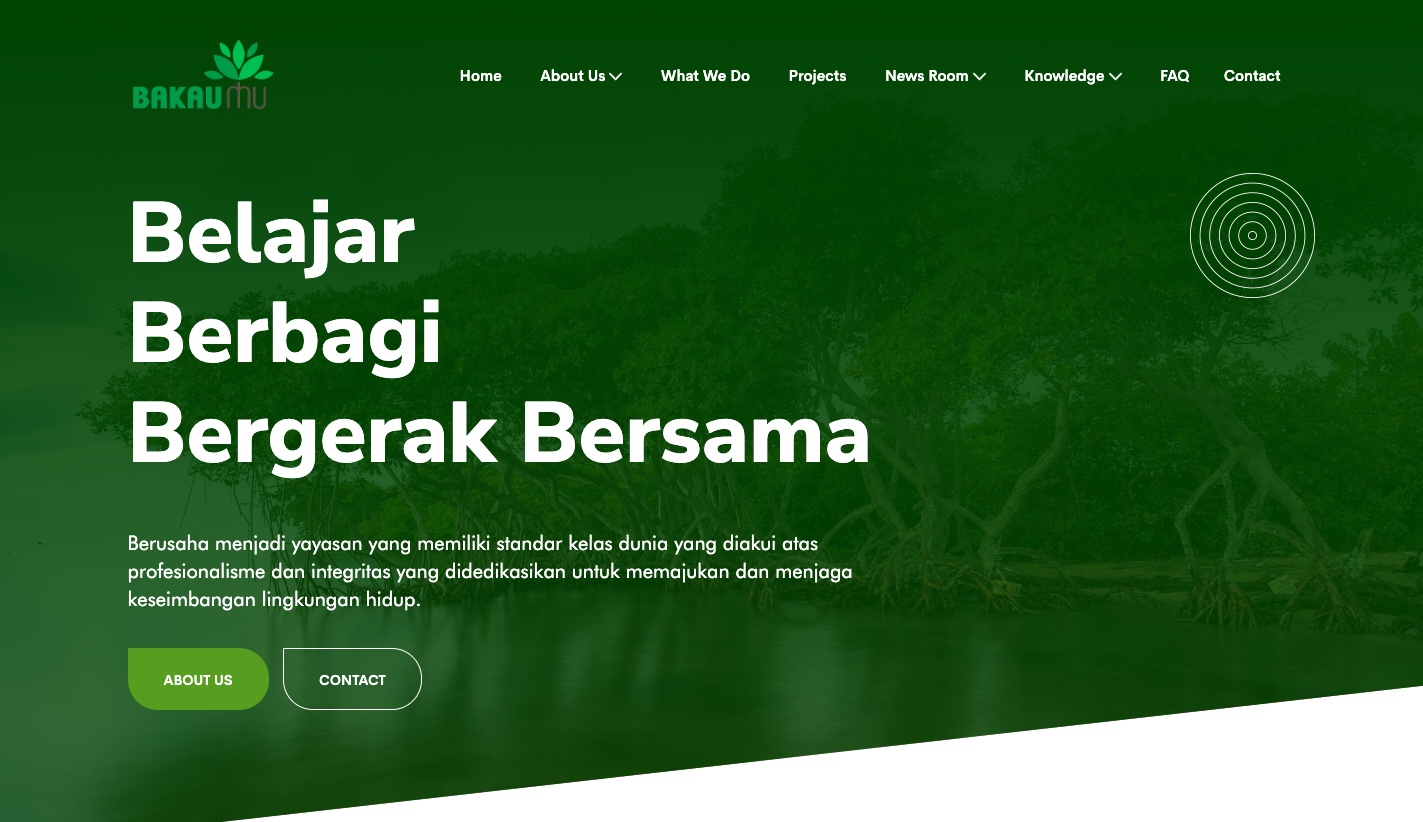 BAKAUMU
Home About Us What We Do Projects News Room Knowledge FAQ Contact
Belajar
Berbagi
Bergerak Bersama
Berusaha menjadi yayasan yang memiliki standar kelas dunia yang diakui atas
profesionalisme dan integritas yang didedikasikan untuk memajukan dan menjaga
keseimbangan lingkungan hidup.
ABOUT US CONTACT